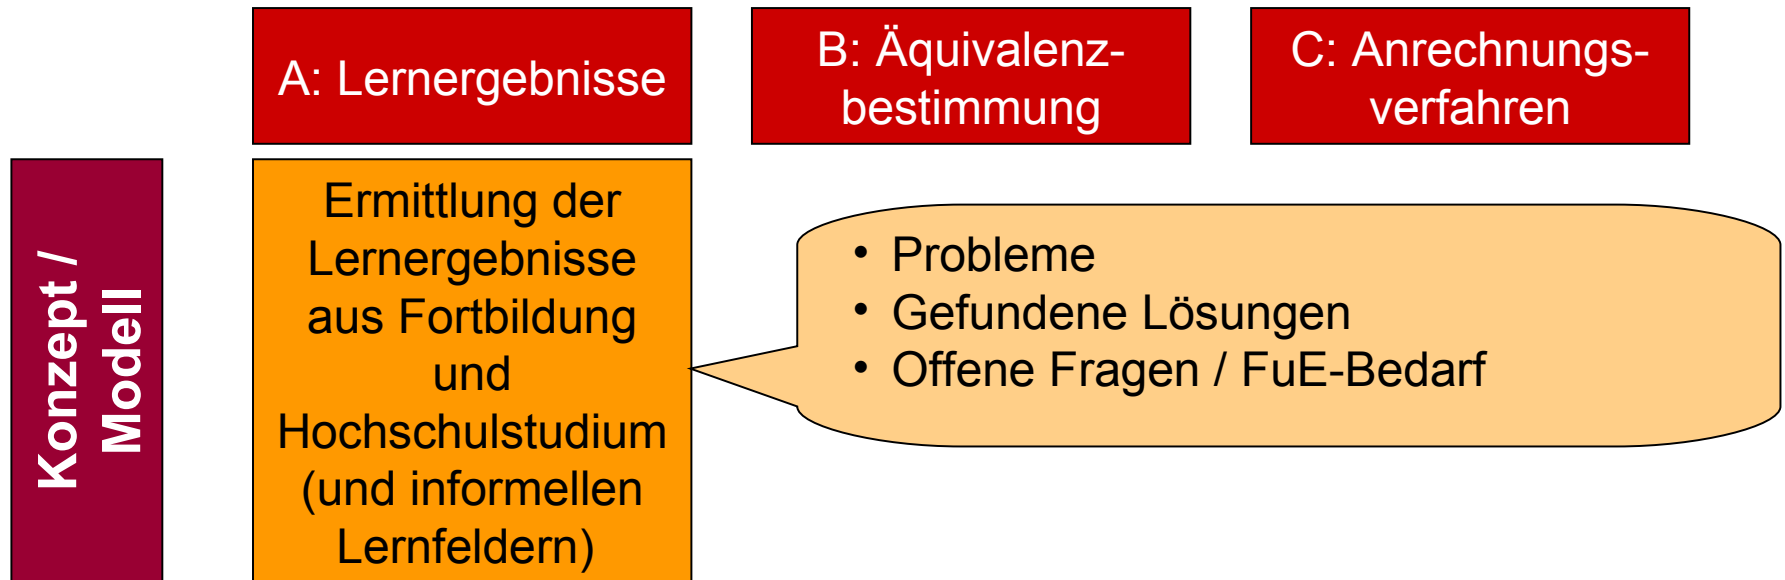 A: Lernergebnisse
B: Äquivalenz-
bestimmung
C: Anrechnungs-
verfahren
Konzept /
Modell
Ermittlung der
Lernergebnisse
aus Fortbildung
und
Hochschulstudium
(und informellen
Lernfeldern)
• Probleme
• Gefundene Lösungen
• Offene Fragen / FuE-Bedarf